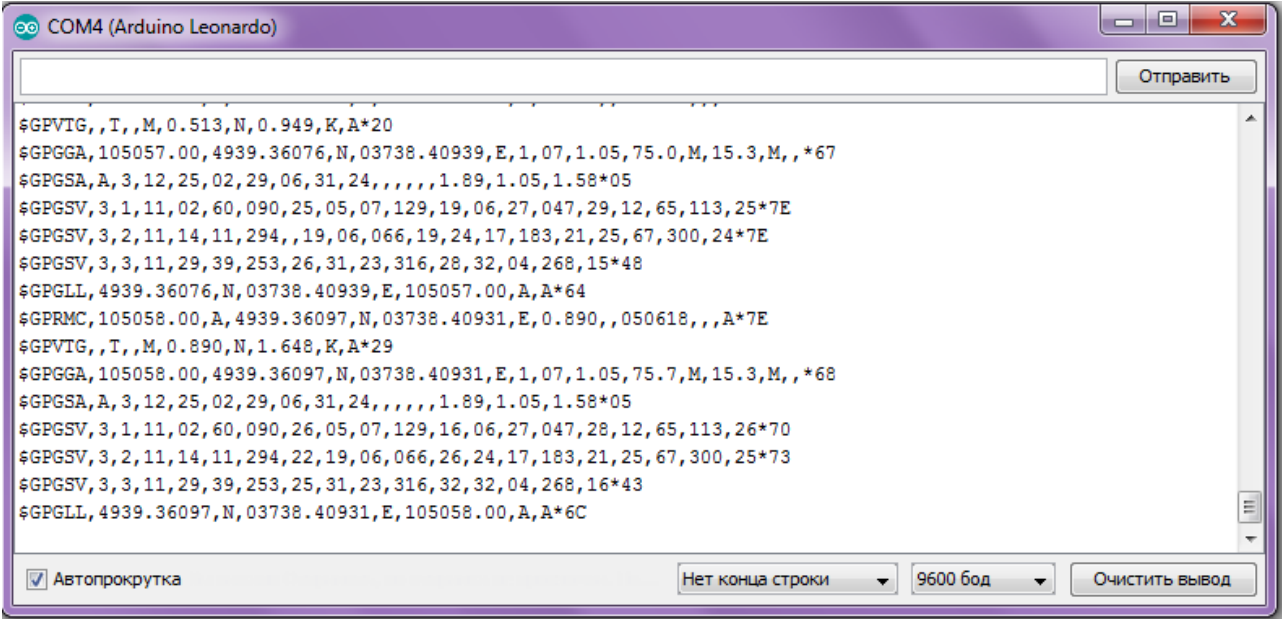 COM4 (Arduino Leonardo)
Отправить
$GPVTG,,T,,M,0.513,N,0.949,K,A*20
$GPGGA,105057.00,4939.36076,N,03738.40939,E,1,07,1.05,75.0,M,15.3,M,,*67
$GPGSA,A,3,12,25,02,29,06,31,24,,,,,,1.89,1.05,1.58*05
$GPGSV,3,1,11,02,60,090,25,05,07,129,19,06,27,047,29,12,65,113,25*7E
$GPGSV,3,2,11,14,11,294,,19,06,066,19,24,17,183,21,25,67,300,24*7E
$GPGSV,3,3,11,29,39,253,26,31,23,316,28,32,04,268,15*48
$GPGLL,4939.36076,N,03738.40939,E,105057.00,A,A*64
$GPRMC,105058.00,A,4939.36097,N,03738.40931,E,0.890,,050618,,,A*7E
$GPVTG,,T,,M,0.890,N,1.648,K,A*29
$GPGGA,105058.00,4939.36097,N,03738.40931,E,1,07,1.05,75.7,M,15.3,M,,*68
$GPGSA,A,3,12,25,02,29,06,31,24,,,,,,1.89,1.05,1.58*05
$GPGSV,3,1,11,02,60,090,26,05,07,129,16,06,27,047,28,12,65,113,26*70
$GPGSV,3,2,11,14,11,294,22,19,06,066,26,24,17,183,21,25,67,300,25*73
$GPGSV,3,3,11,29,39,253,25,31,23,316,32,32,04,268,16*43
$GPGLL,4939.36097,N,03738.40931,E,105058.00,A,A*6C
Автопрокрутка
Нет конца строки
9600 бод
Очистить вывод